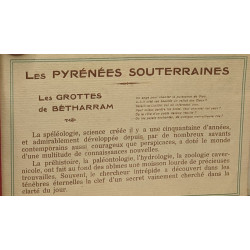 LES PYRÉNÉES SOUTERRAINES
LES GROTTES
DE BÉTHARRAM
La spéléologie, science créée il y a une cinquantaine d'années,
et admirablement développée depuis, par de nombreux savants
contemporains aussi courageux que perspicaces, a doté le monde
d'une multitude de connaissances nouvelles.
La préhistoire, la paléontologie, l'hydrologie, la zoologie caver-
nicole, ont fait au fond des abîmes une moisson lourde de précieuses
trouvailles. Souvent, le chercheur intrépide a découvert dans les
ténèbres éternelles la clef d'un secret vainement cherché dans la
clarté du jour.